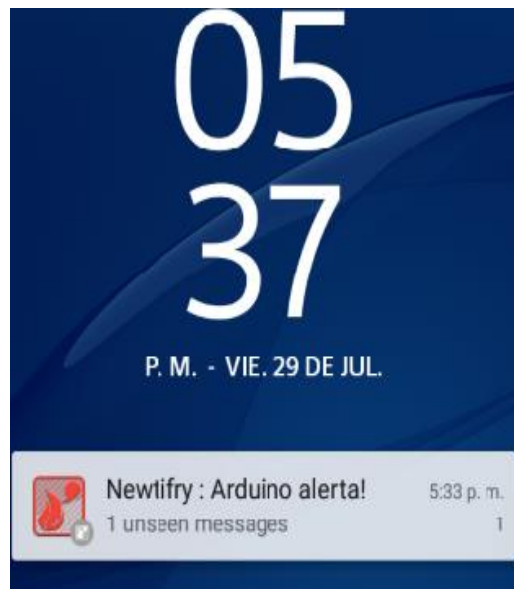 05
37
P. M. - VIE. 29 DE JUL.
Newtifry : Arduino alerta!
5:33 p. m.
1 unseen messages
1